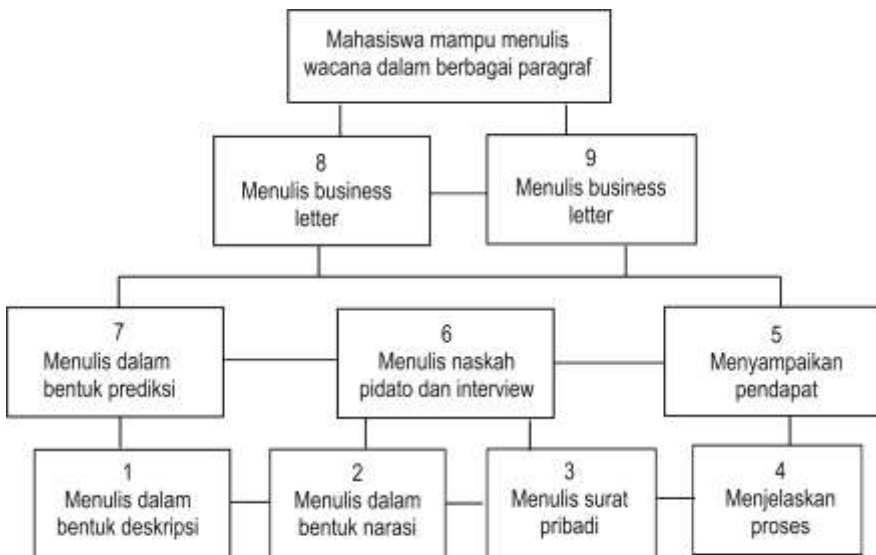 Mahasiswa mampu menulis
wacana dalam berbagai paragraf
8
Menulis business
letter
9
Menulis business
letter
7
Menulis dalam
bentuk prediksi
6
Menulis naskah
pidato dan interview
5
Menyampaikan
pendapat
1
Menulis dalam
bentuk deskripsi
2
Menulis dalam
bentuk narasi
3
Menulis surat
pribadi
4
Menjelaskan
proses